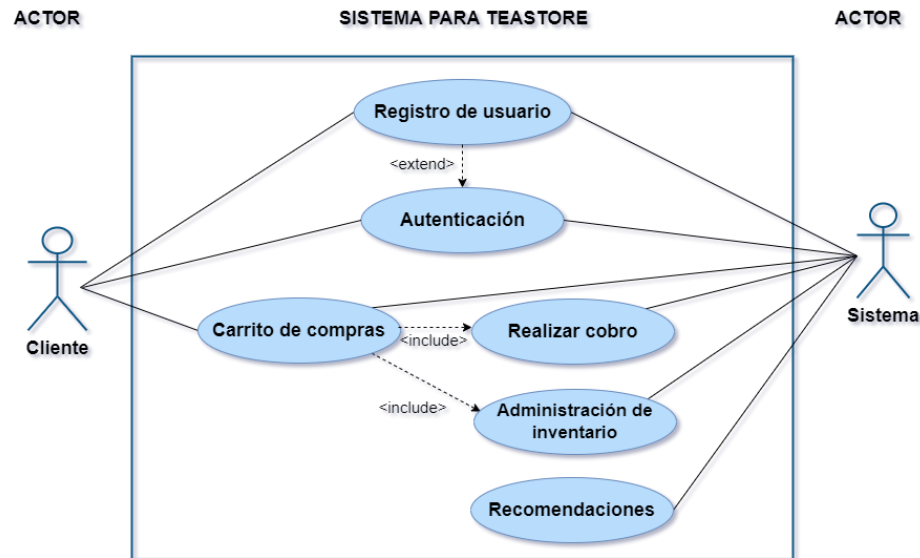 ACTOR
SISTEMA PARA TEASTORE
ACTOR
Registro de usuario
<extend>
Autenticación
Carrito de compras
<include>
Realizar cobro
Cliente
Sistema
<include>
Administración de
inventario
Recomendaciones